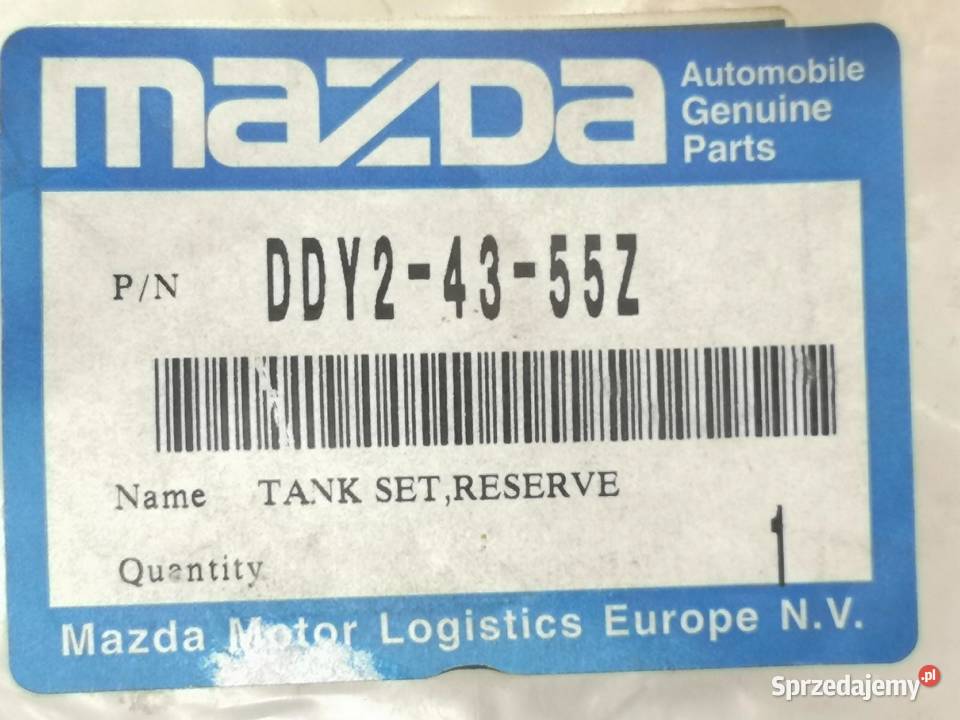 mazda
Automobile
Genuine
Parts
P/N DDY2-43-55Z
Name TANK SET,RESERVE
Quantity 1
Mazda Motor Logistics Europe N.V.
Sprzedajemy.pl